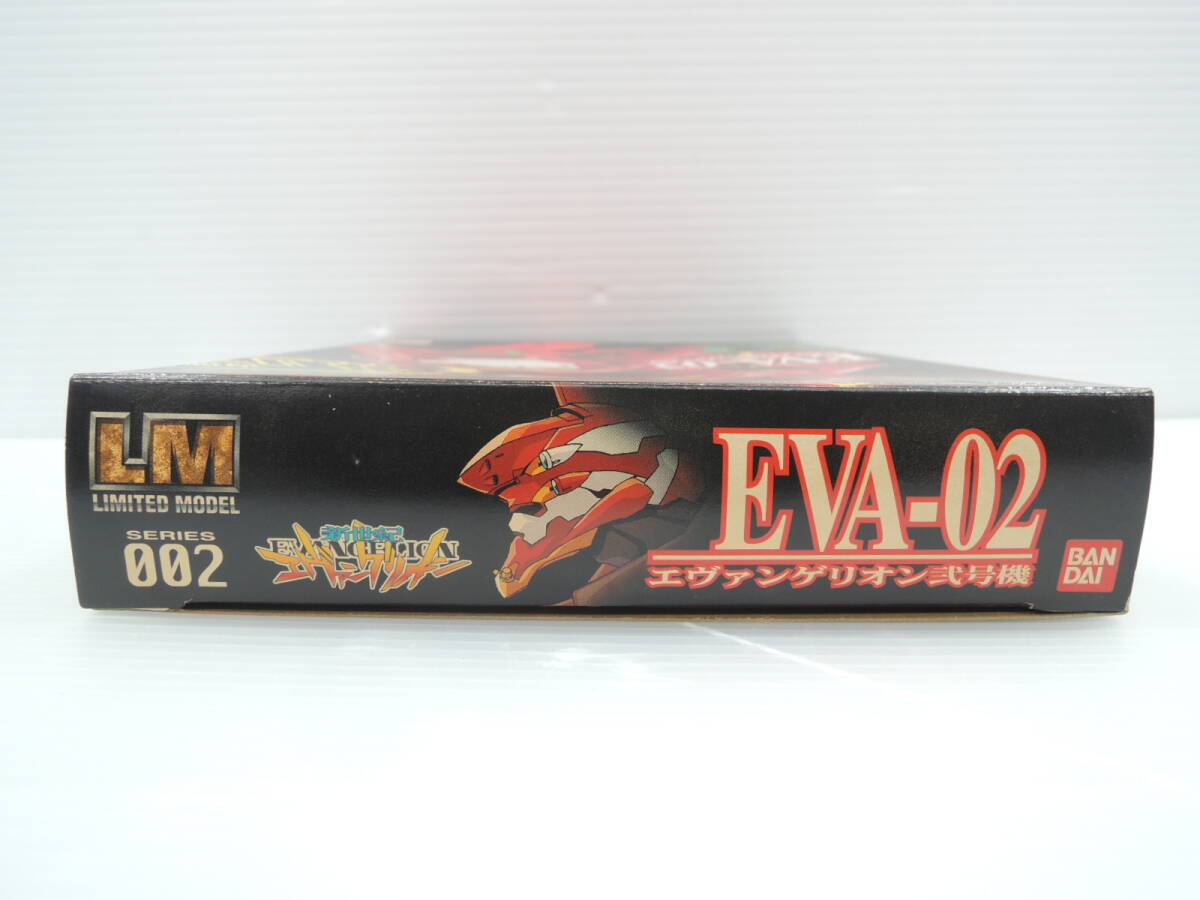 LM
LIMITED MODEL
SERIES
002
新世紀
EVANGELION
エヴァンゲリオン
EVA-02
エヴァンゲリオン弐号機
BAN
DAI